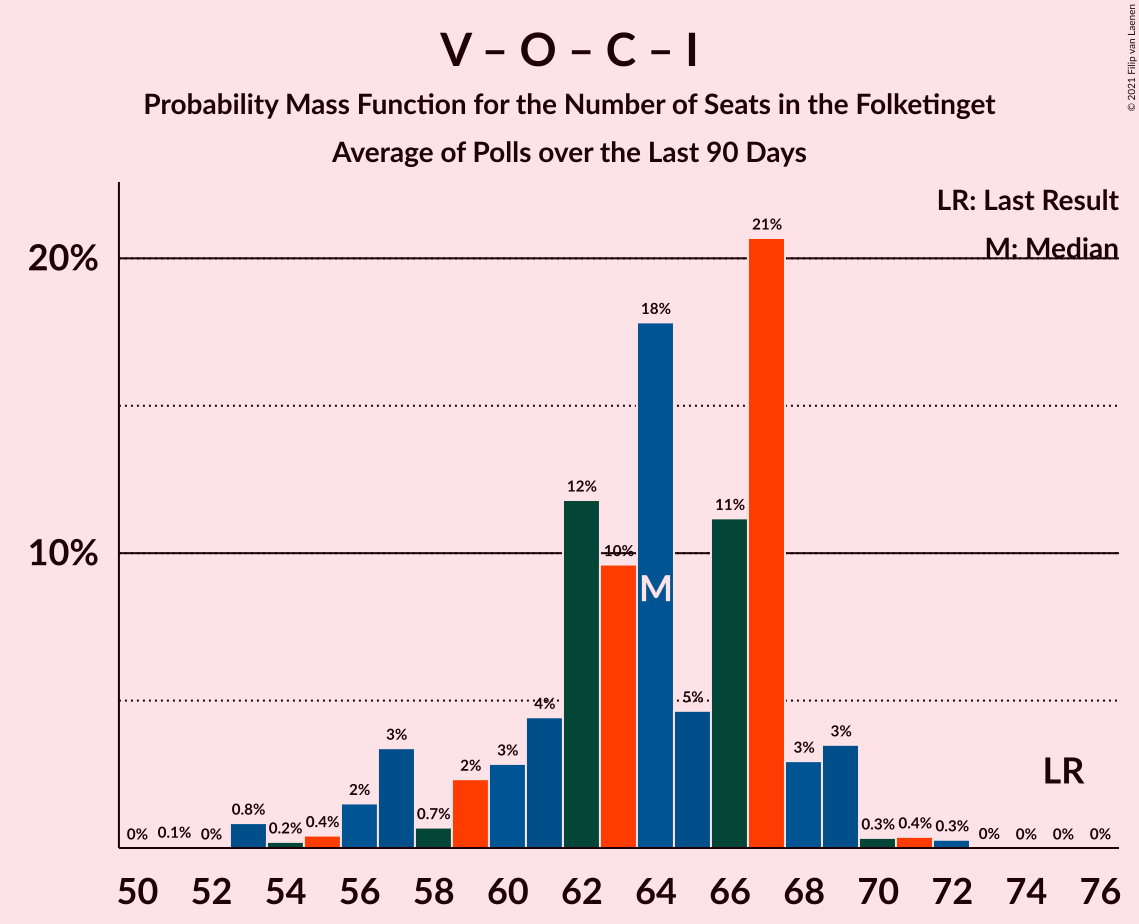 V – O – C – I
Probability Mass Function for the Number of Seats in the Folketinget
Average of Polls over the Last 90 Days
© 2021 Filip van Laenen
LR: Last Result
M: Median
20%
10%
0% 0.1% 0% 0.8% 0.2% 0.4% 2% 3% 0.7% 2% 3% 4% 12% 10% 18% 5% 11% 21% 3% 3% 0.3% 0.4% 0.3% 0% 0% 0% 0%
M
LR
50 52 54 56 58 60 62 64 66 68 70 72 74 76